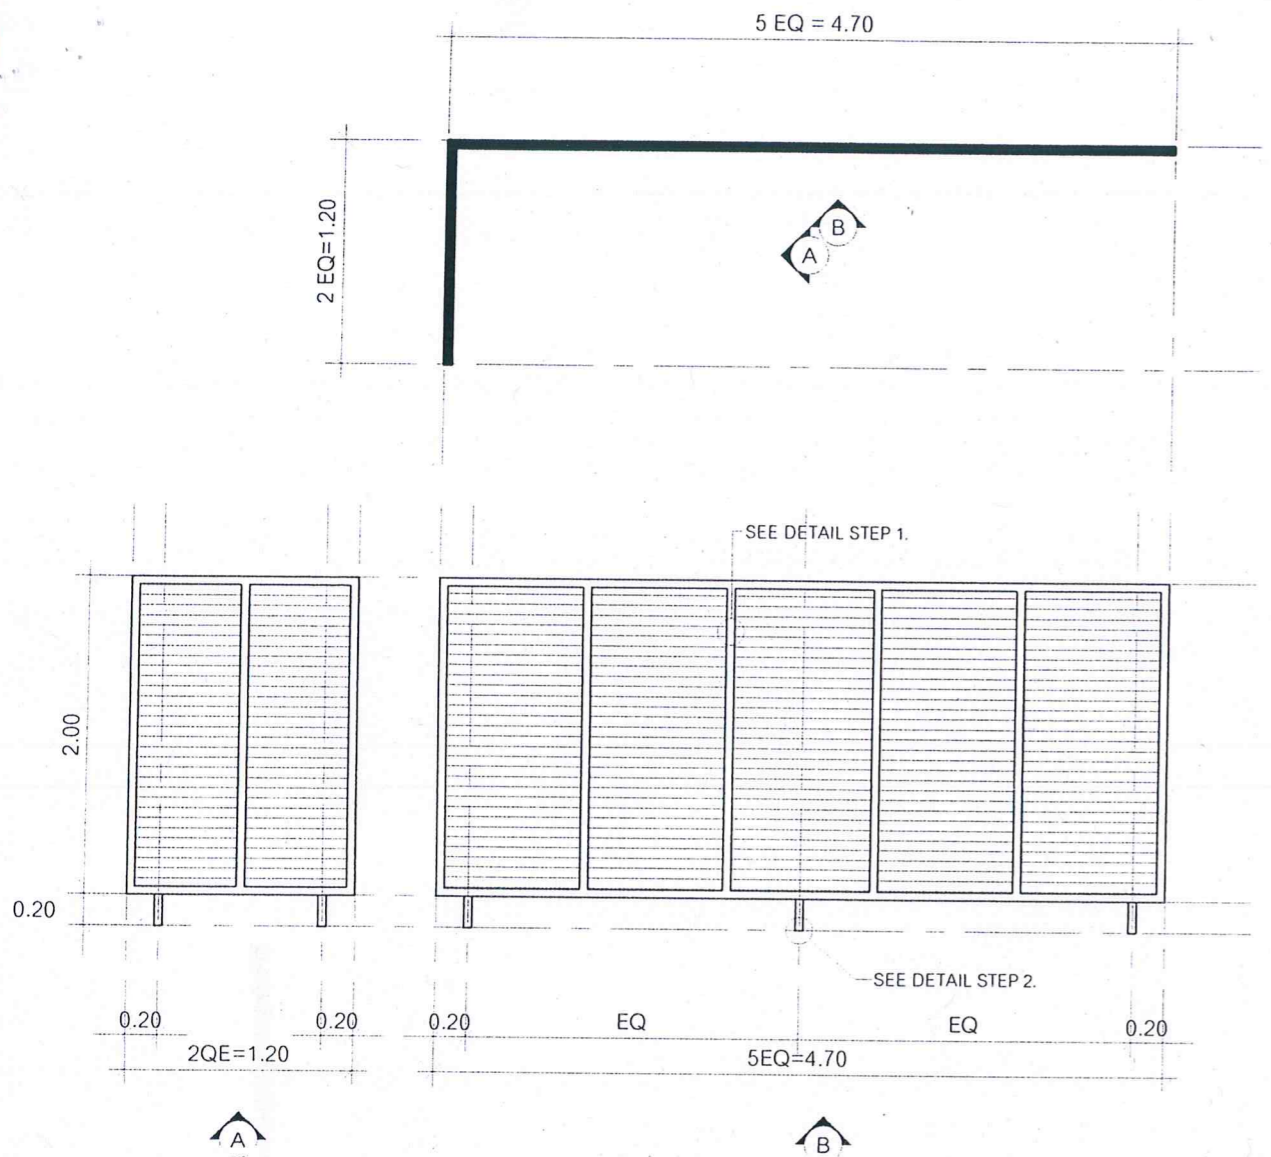 5 EQ = 4.70
2 EQ=1.20
B
A
SEE DETAIL STEP 1.
2.00
0.20
SEE DETAIL STEP 2.
0.20
0.20
0.20
EQ
EQ
0.20
2QE=1.20
5EQ=4.70
A
B